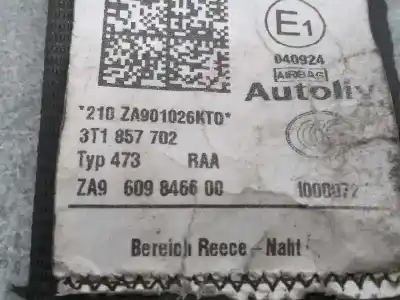 E1
040924
AIRBAG
Autoliv
*210 ZA901026KT0*
3T1 857 702
Typ 473 RAA
ZA9 609 8466 00 1000072
Bereich Reece-Naht